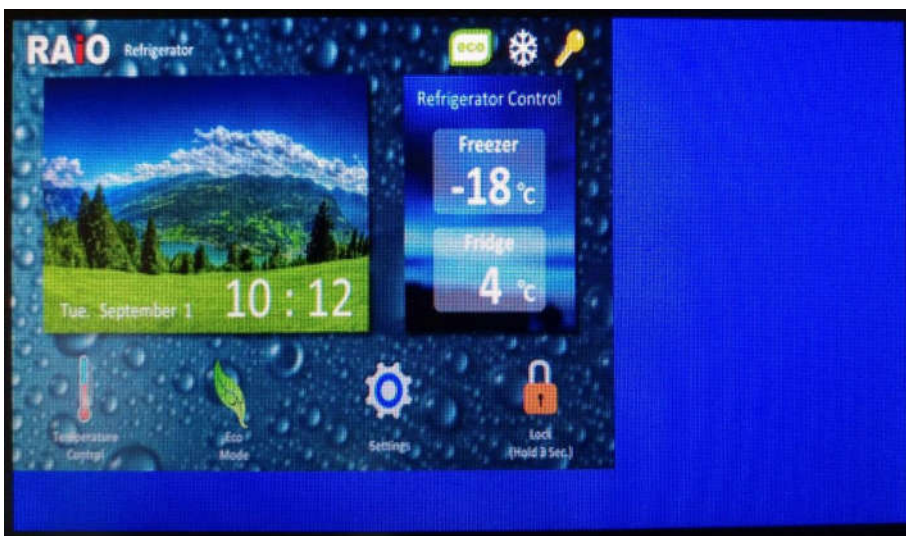 RAiO Refrigerator
eco
Refrigerator Control
Freezer
-18 °C
Fridge
4 °C
Tue. September 1 10 : 12
Temperature
Control
Eco
Mode
Settings
Lock
(Hold 3 Sec.)